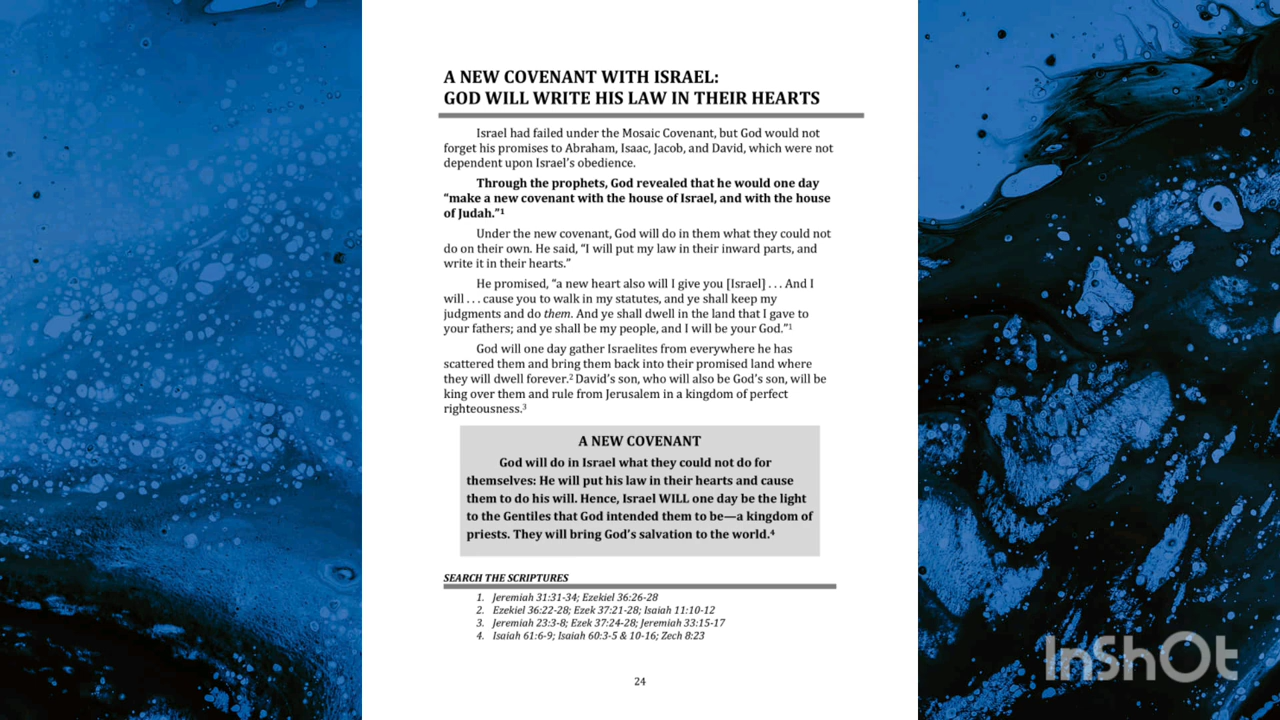 A NEW COVENANT WITH ISRAEL:
GOD WILL WRITE HIS LAW IN THEIR HEARTS
Israel had failed under the Mosaic Covenant, but God would not
forget his promises to Abraham, Isaac, Jacob, and David, which were not
dependent upon Israel's obedience.
Through the prophets, God revealed that he would one day
“make a new covenant with the house of Israel, and with the house
of Judah.”¹
Under the new covenant, God will do in them what they could not
do on their own. He said, “I will put my law in their inward parts, and
write it in their hearts.”
He promised, “a new heart also will I give you [Israel] . . . And I
will . . . cause you to walk in my statutes, and ye shall keep my
judgments and do them. And ye shall dwell in the land that I gave to
your fathers; and ye shall be my people, and I will be your God.”¹
God will one day gather Israelites from everywhere he has
scattered them and bring them back into their promised land where
they will dwell forever.² David’s son, who will also be God’s son, will be
king over them and rule from Jerusalem in a kingdom of perfect
righteousness.³
A NEW COVENANT
God will do in Israel what they could not do for
themselves: He will put his law in their hearts and cause
them to do his will. Hence, Israel WILL one day be the light
to the Gentiles that God intended them to be—a kingdom of
priests. They will bring God’s salvation to the world.⁴
SEARCH THE SCRIPTURES
1. Jeremiah 31:31-34; Ezekiel 36:26-28
2. Ezekiel 36:22-28; Ezek 37:21-28; Isaiah 11:10-12
3. Jeremiah 23:3-8; Ezek 37:24-28; Jeremiah 33:15-17
4. Isaiah 61:6-9; Isaiah 60:3-5 & 10-16; Zech 8:23
24
InShOt